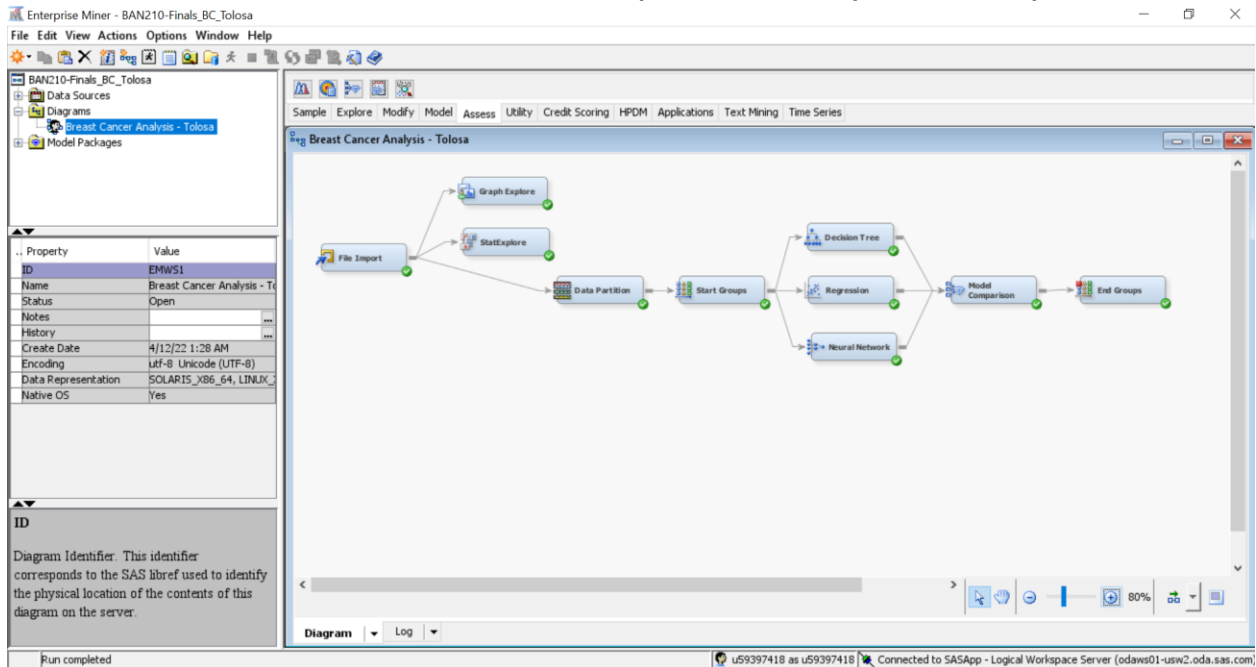 Enterprise Miner - BAN210-Finals_BC_Tolosa
File Edit View Actions Options Window Help
BAN210-Finals_BC_Tolosa
Data Sources
Diagrams
Breast Cancer Analysis - Tolosa
Model Packages
Sample Explore Modify Model Assess Utility Credit Scoring HPDM Applications Text Mining Time Series
Breast Cancer Analysis - Tolosa
Graph Explore
StatExplore
File Import
Data Partition
Start Groups
Decision Tree
Regression
Neural Network
Model
Comparison
End Groups
.. Property Value
ID EMWS1
Name Breast Cancer Analysis - To
Status Open
Notes ...
History ...
Create Date 4/12/22 1:28 AM
Encoding utf-8 Unicode (UTF-8)
Data Representation SOLARIS_X86_64, LINUX_
Native OS Yes
ID
Diagram Identifier. This identifier
corresponds to the SAS libref used to identify
the physical location of the contents of this
diagram on the server.
80%
Diagram Log
Run completed
u59397418 as u59397418 Connected to SASApp - Logical Workspace Server (odaws01-usw2.oda.sas.com)